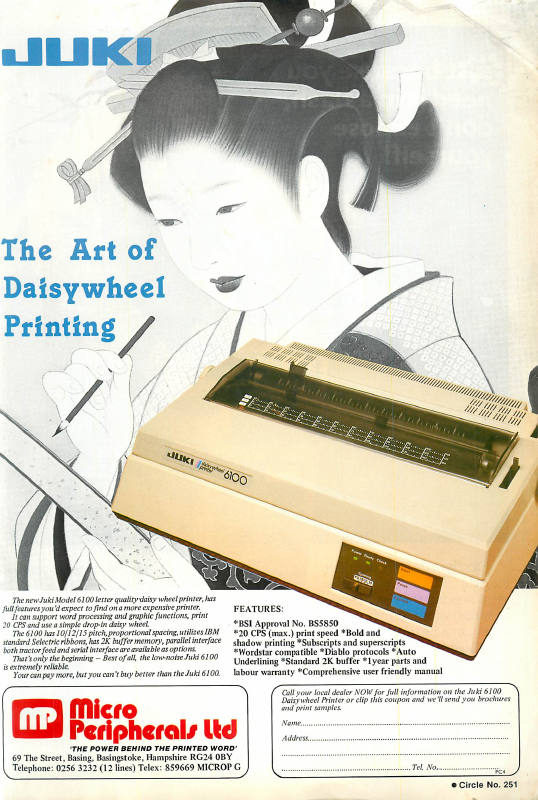 JUKI
The Art of
Daisywheel
Printing
JUKI daisywheel printer 6100
Power Ready Check
The new Juki Model 6100 letter quality daisy wheel printer, has
full features you'd expect to find on a more expensive printer.
It can support word processing and graphic functions, print
20 CPS and use a simple drop-in daisy wheel.
The 6100 has 10/12/15 pitch, proportional spacing, utilizes IBM
standard Selectric ribbons, has 2K buffer memory, parallel interface
both tractor feed and serial interface are available as options.
That's only the beginning – Best of all, the low-noise Juki 6100
is extremely reliable.
Your can pay more, but you can't buy better than the Juki 6100.
FEATURES:
*BSI Approval No. BS5850
*20 CPS (max.) print speed *Bold and
shadow printing *Subscripts and superscripts
*Wordstar compatible *Diablo protocols *Auto
Underlining *Standard 2K buffer *1 year parts and
labour warranty *Comprehensive user friendly manual
MP Micro
Peripherals Ltd
'THE POWER BEHIND THE PRINTED WORD'
69 The Street, Basing, Basingstoke, Hampshire RG24 0BY
Telephone: 0256 3232 (12 lines) Telex: 859669 MICROP G
Call your local dealer NOW for full information on the Juki 6100
Daisywheel Printer or clip this coupon and we'll send you brochures
and print samples.
Name
Address
Tel. No.
PC4
● Circle No. 251